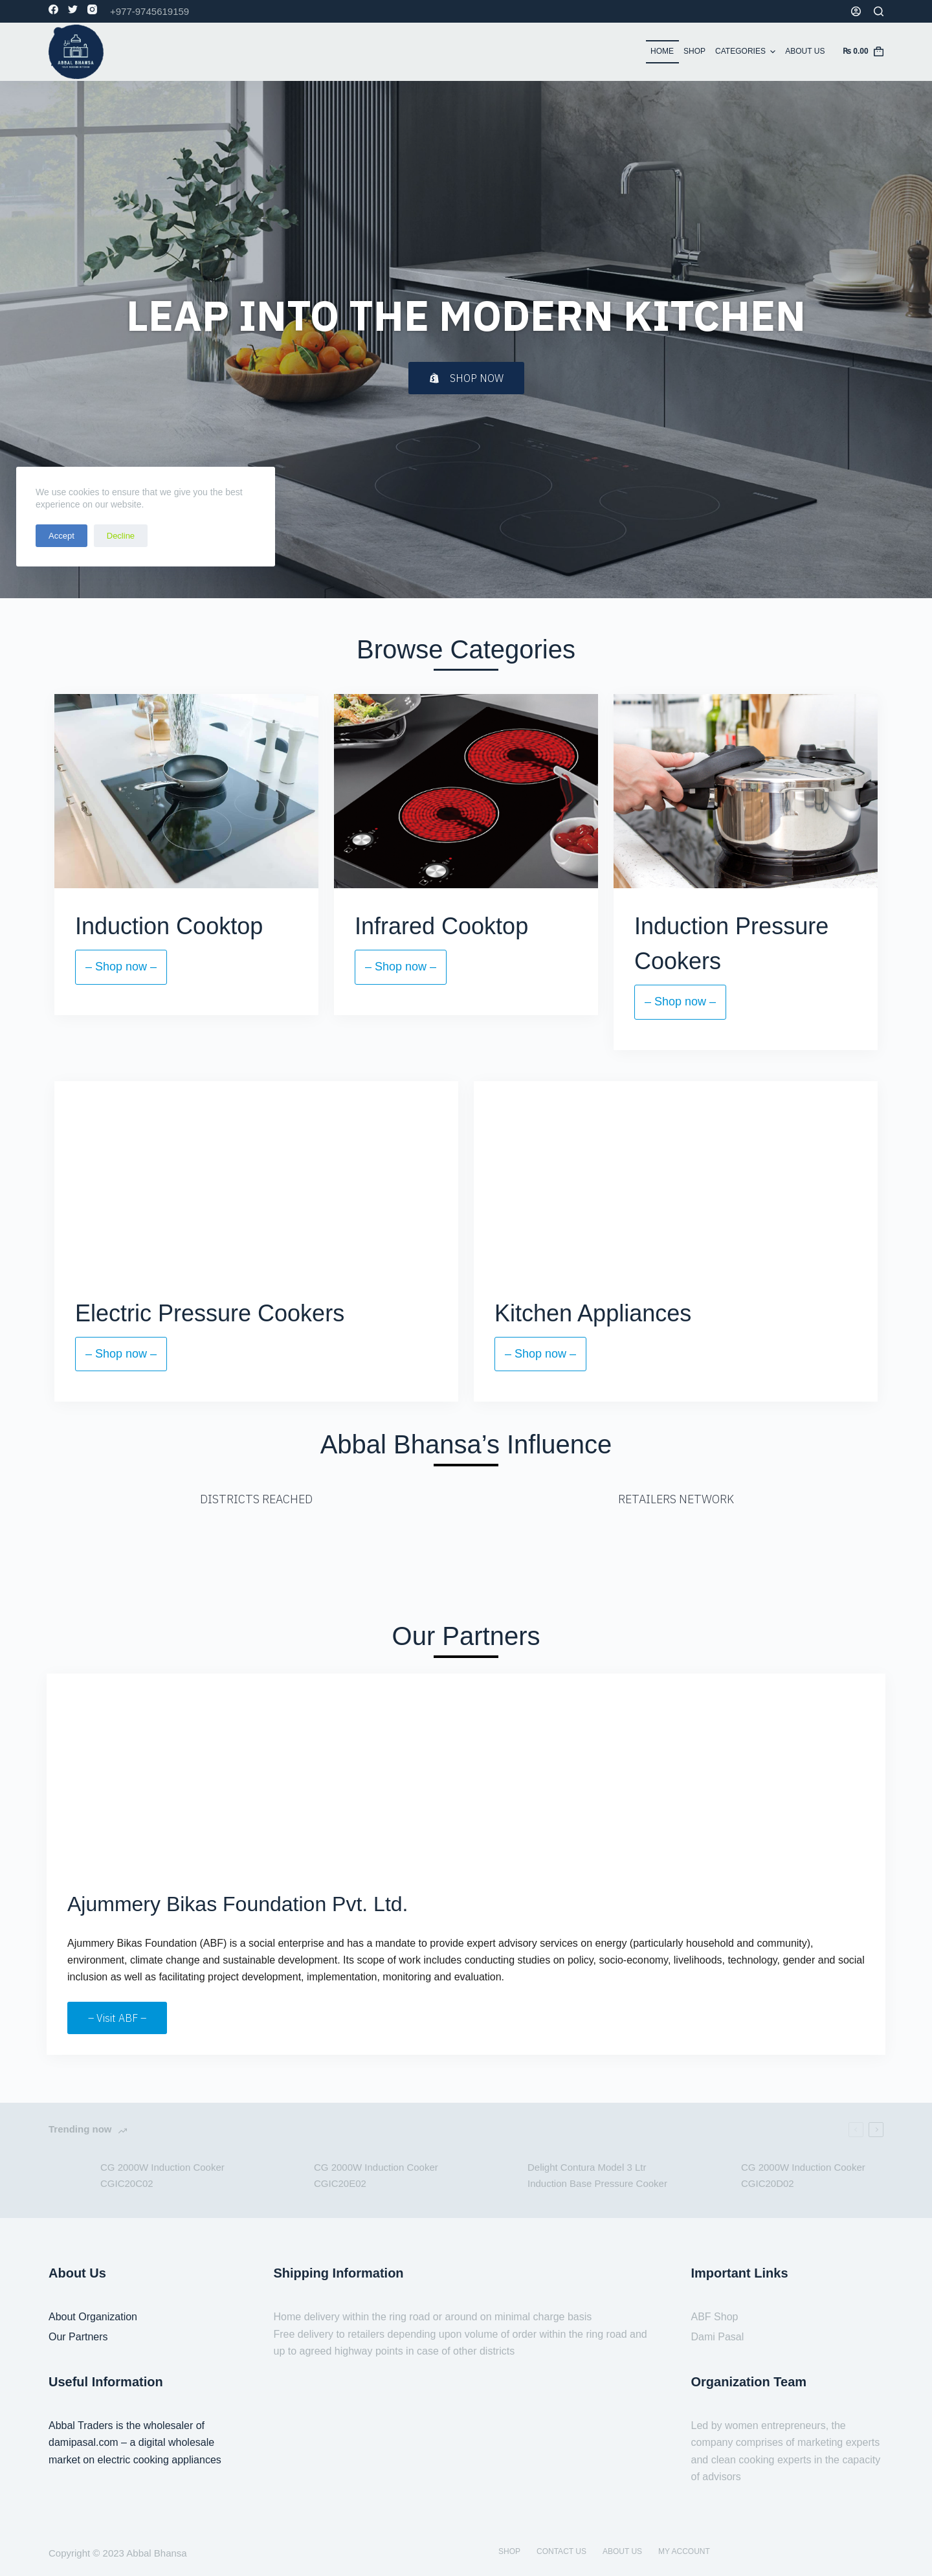 +977-9745619159
ABBAL BHANSA
HOME SHOP CATEGORIES ABOUT US ₨ 0.00
LEAP INTO THE MODERN KITCHEN
SHOP NOW
We use cookies to ensure that we give you the best
experience on our website.
Accept Decline
Browse Categories
Induction Cooktop
– Shop now –
Infrared Cooktop
– Shop now –
Induction Pressure
Cookers
– Shop now –
Electric Pressure Cookers
– Shop now –
Kitchen Appliances
– Shop now –
Abbal Bhansa’s Influence
DISTRICTS REACHED
RETAILERS NETWORK
Our Partners
Ajummery Bikas Foundation Pvt. Ltd.
Ajummery Bikas Foundation (ABF) is a social enterprise and has a mandate to provide expert advisory services on energy (particularly household and community),
environment, climate change and sustainable development. Its scope of work includes conducting studies on policy, socio-economy, livelihoods, technology, gender and social
inclusion as well as facilitating project development, implementation, monitoring and evaluation.
– Visit ABF –
Trending now
CG 2000W Induction Cooker
CGIC20C02
CG 2000W Induction Cooker
CGIC20E02
Delight Contura Model 3 Ltr
Induction Base Pressure Cooker
CG 2000W Induction Cooker
CGIC20D02
About Us
About Organization
Our Partners
Useful Information
Abbal Traders is the wholesaler of
damipasal.com – a digital wholesale
market on electric cooking appliances
Shipping Information
Home delivery within the ring road or around on minimal charge basis
Free delivery to retailers depending upon volume of order within the ring road and
up to agreed highway points in case of other districts
Important Links
ABF Shop
Dami Pasal
Organization Team
Led by women entrepreneurs, the
company comprises of marketing experts
and clean cooking experts in the capacity
of advisors
Copyright © 2023 Abbal Bhansa
SHOP CONTACT US ABOUT US MY ACCOUNT